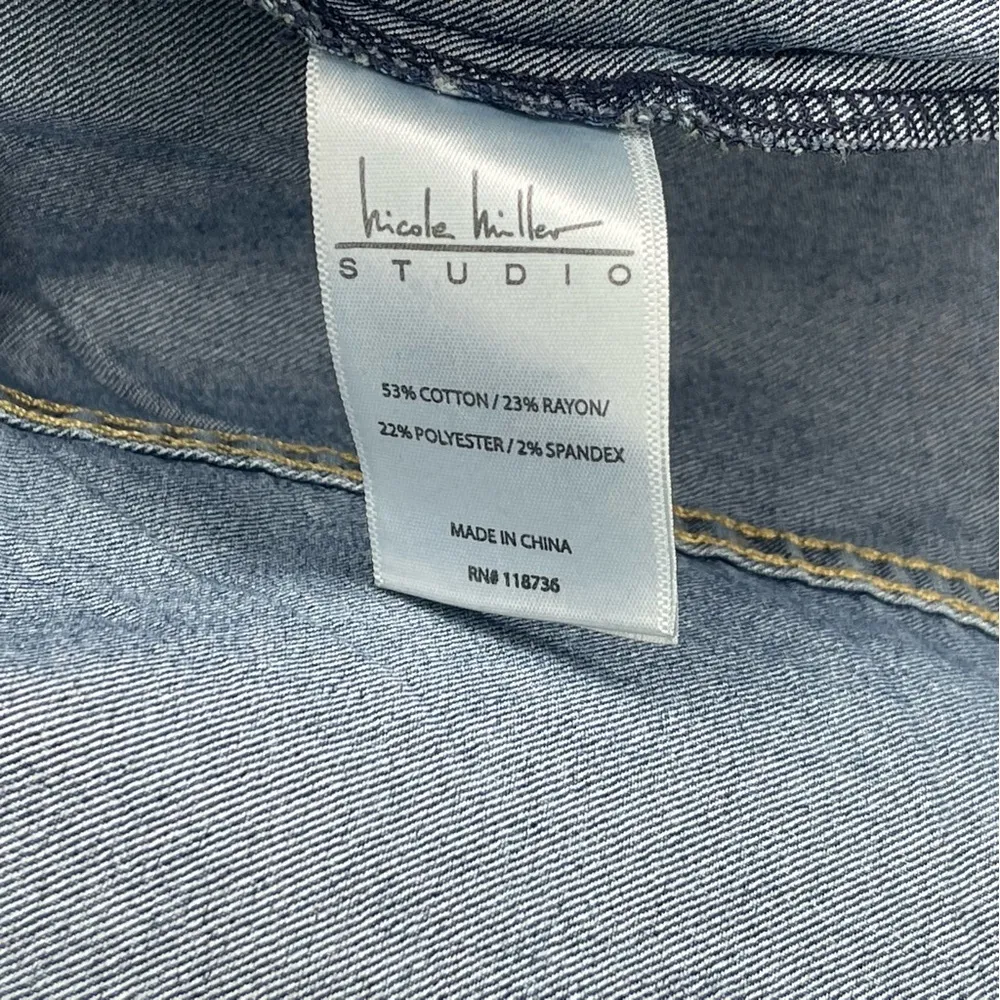 Nicole Miller
STUDIO
53% COTTON / 23% RAYON/
22% POLYESTER / 2% SPANDEX
MADE IN CHINA
RN# 118736